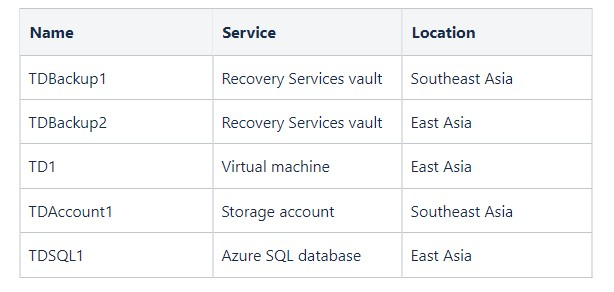 Name Service Location
TDBackup1 Recovery Services vault Southeast Asia
TDBackup2 Recovery Services vault East Asia
TD1 Virtual machine East Asia
TDAccount1 Storage account Southeast Asia
TDSQL1 Azure SQL database East Asia